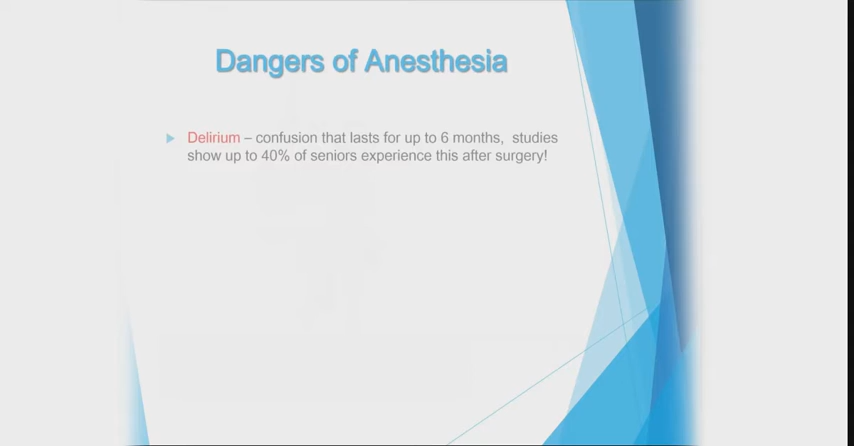 Dangers of Anesthesia
Delirium – confusion that lasts for up to 6 months, studies
show up to 40% of seniors experience this after surgery!